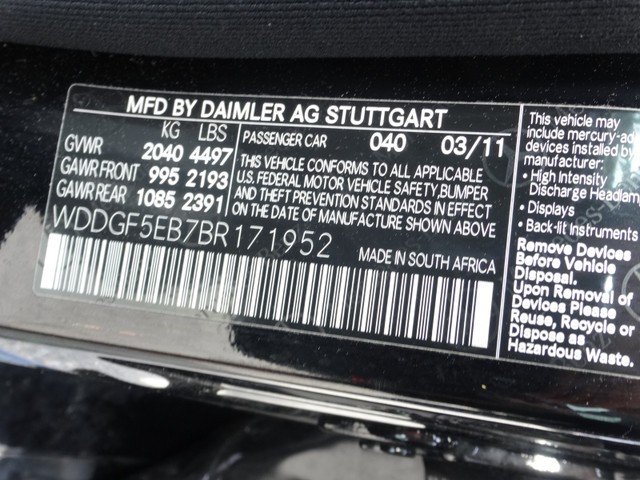 MFD BY DAIMLER AG STUTTGART
KG LBS
GVWR 2040 4497
GAWR FRONT 995 2193
GAWR REAR 1085 2391
PASSENGER CAR 040 03/11
THIS VEHICLE CONFORMS TO ALL APPLICABLE
U.S. FEDERAL MOTOR VEHICLE SAFETY, BUMPER
AND THEFT PREVENTION STANDARDS IN EFFECT
ON THE DATE OF MANUFACTURE SHOWN ABOVE
WDDGF5EB7BR171952
MADE IN SOUTH AFRICA
This vehicle may
include mercury-ad
devices installed by
manufacturer:
• High Intensity
Discharge Headla
• Displays
• Back-lit Instruments
Remove Devices
Before Vehicle
Disposal.
Upon Removal of
Devices Please
Reuse, Recycle or
Dispose as
Hazardous Waste.